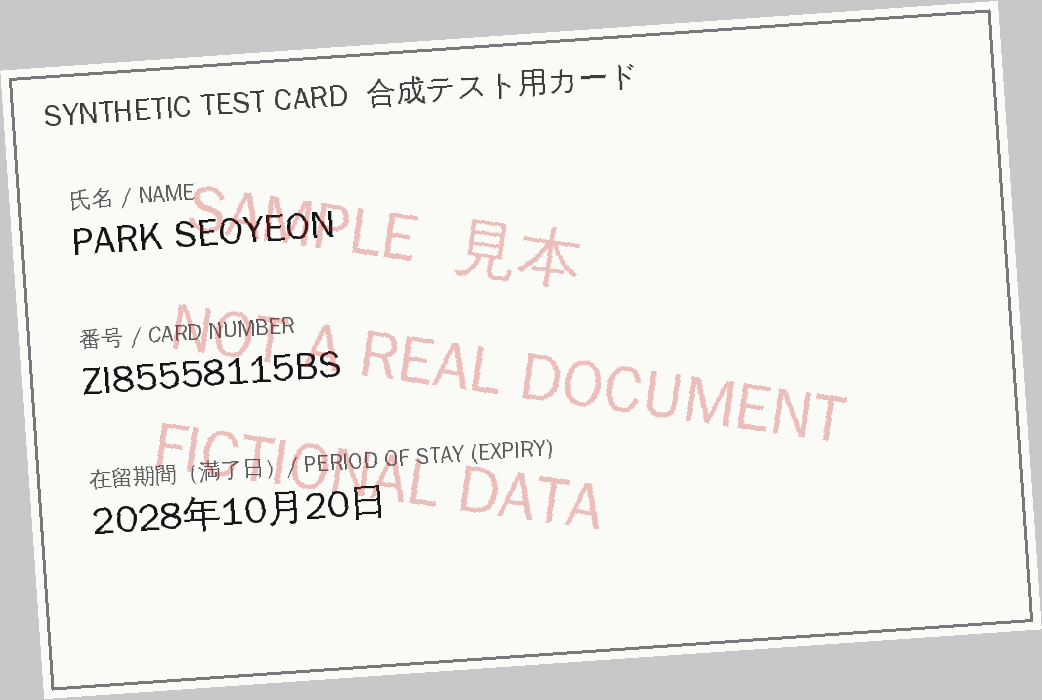 SYNTHETIC TEST CARD 合成テスト用カード
氏名 / NAME
PARK SEOYEON
SAMPLE 見本
番号 / CARD NUMBER
ZI85558115BS
NOT A REAL DOCUMENT
在留期間（満了日）/ PERIOD OF STAY (EXPIRY)
2028年10月20日
FICTIONAL DATA